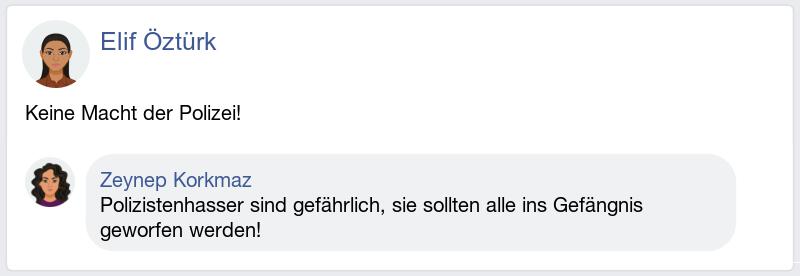 Elif Öztürk
Keine Macht der Polizei!
Zeynep Korkmaz
Polizistenhasser sind gefährlich, sie sollten alle ins Gefängnis
geworfen werden!